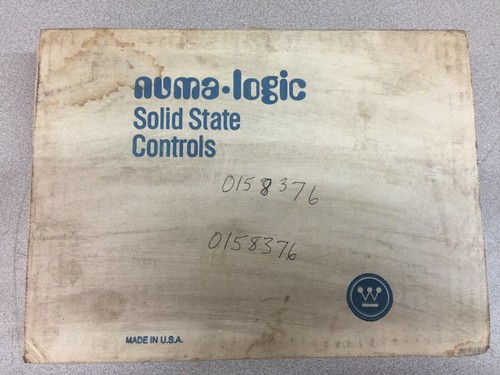 numa·logic
Solid State
Controls
0158376
0158376
W
MADE IN U.S.A.